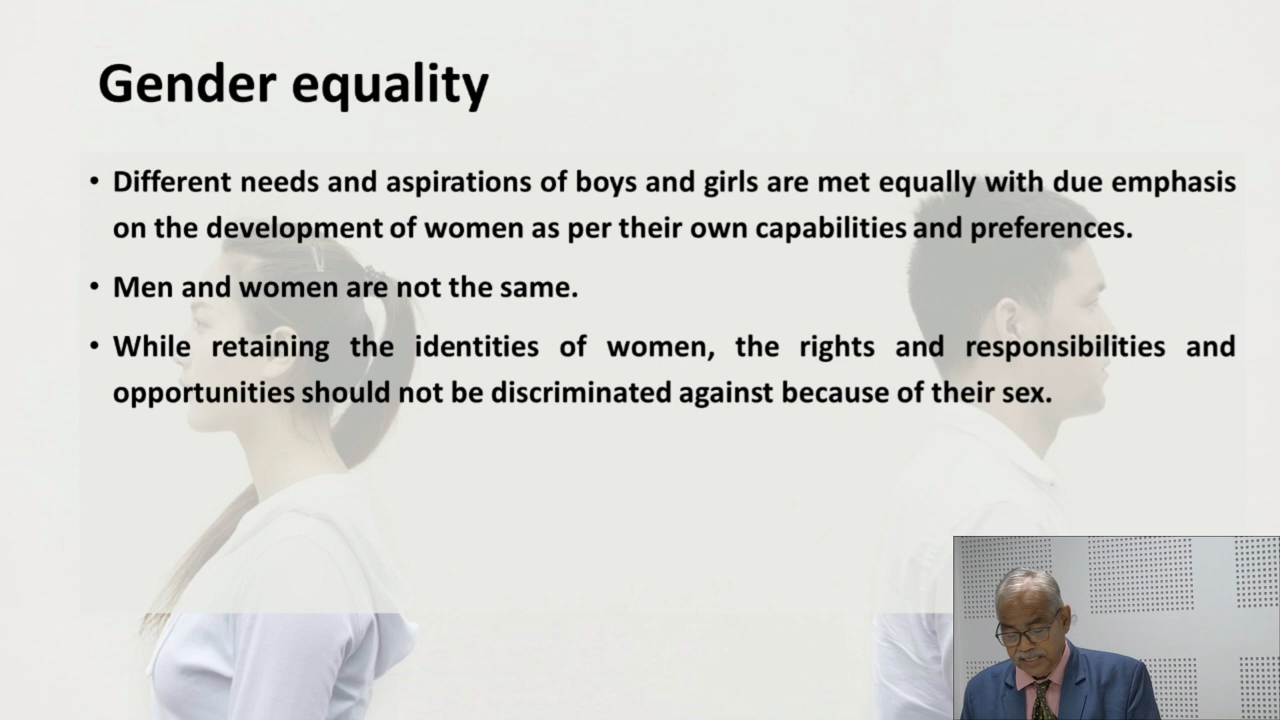 Gender equality
• Different needs and aspirations of boys and girls are met equally with due emphasis
on the development of women as per their own capabilities and preferences.
• Men and women are not the same.
• While retaining the identities of women, the rights and responsibilities and
opportunities should not be discriminated against because of their sex.